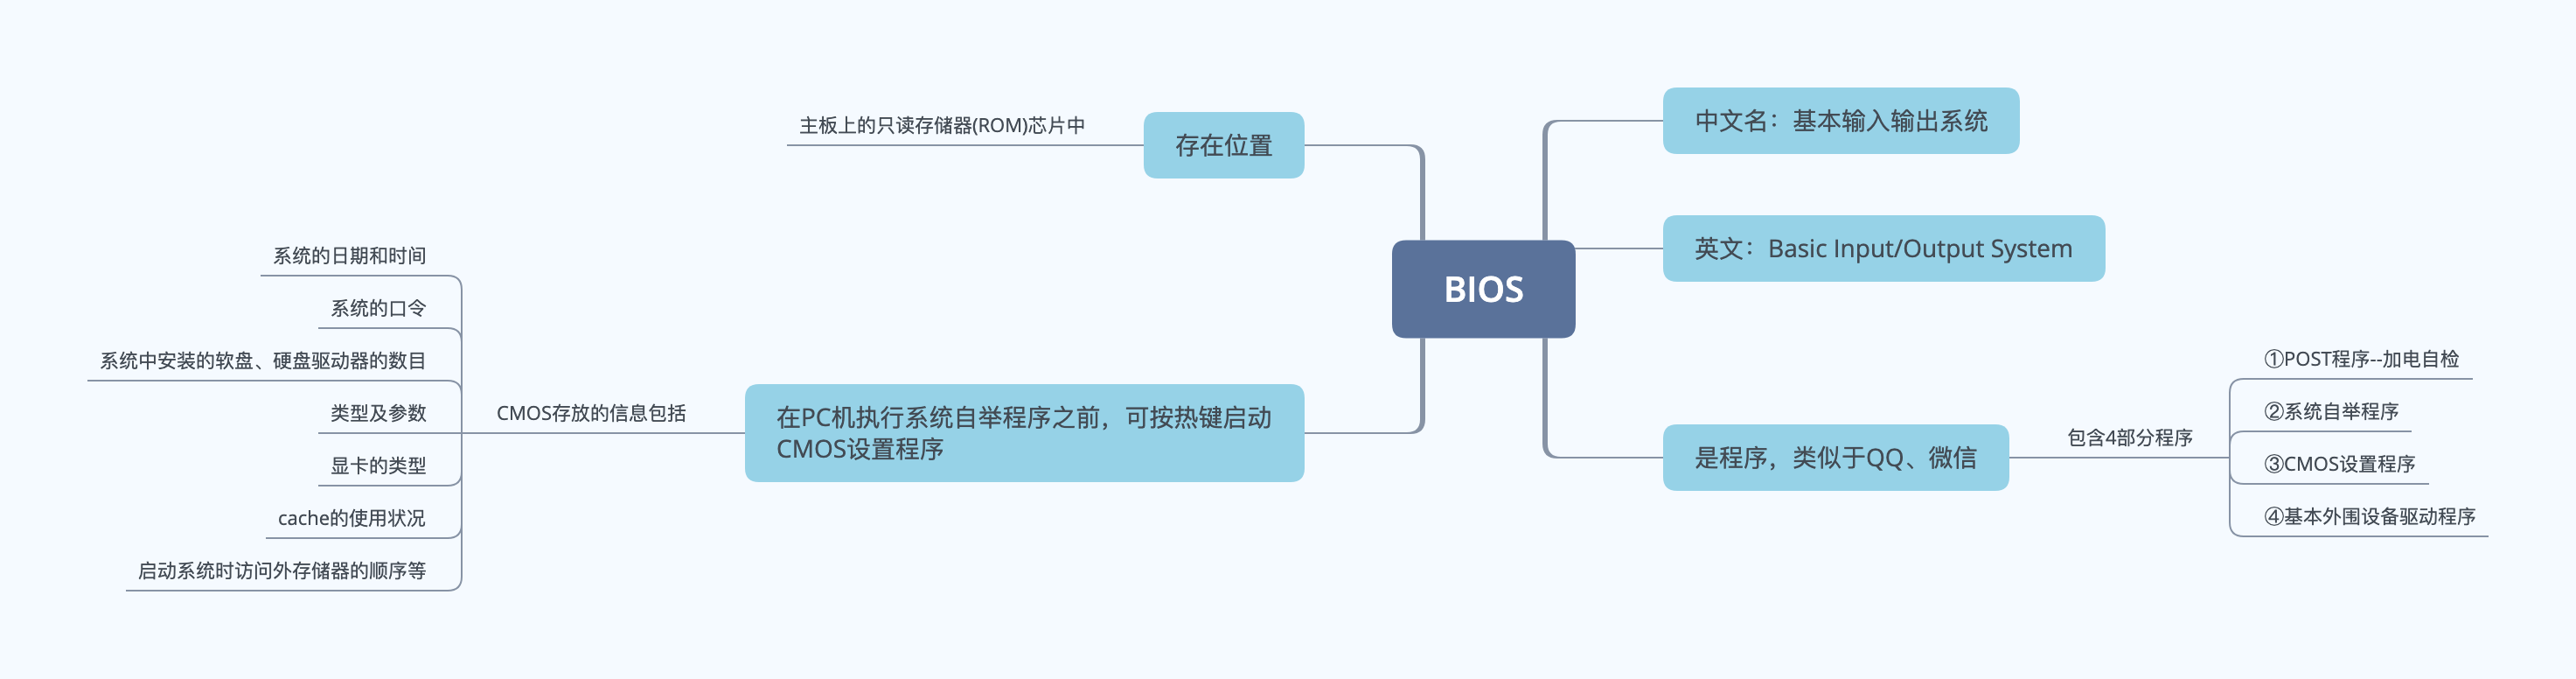 BIOS
中文名：基本输入输出系统
英文：Basic Input/Output System
是程序，类似于QQ、微信
包含4部分程序
①POST程序--加电自检
②系统自举程序
③CMOS设置程序
④基本外围设备驱动程序
存在位置
主板上的只读存储器(ROM)芯片中
在PC机执行系统自举程序之前，可按热键启动
CMOS设置程序
CMOS存放的信息包括
系统的日期和时间
系统的口令
系统中安装的软盘、硬盘驱动器的数目
类型及参数
显卡的类型
cache的使用状况
启动系统时访问外存储器的顺序等